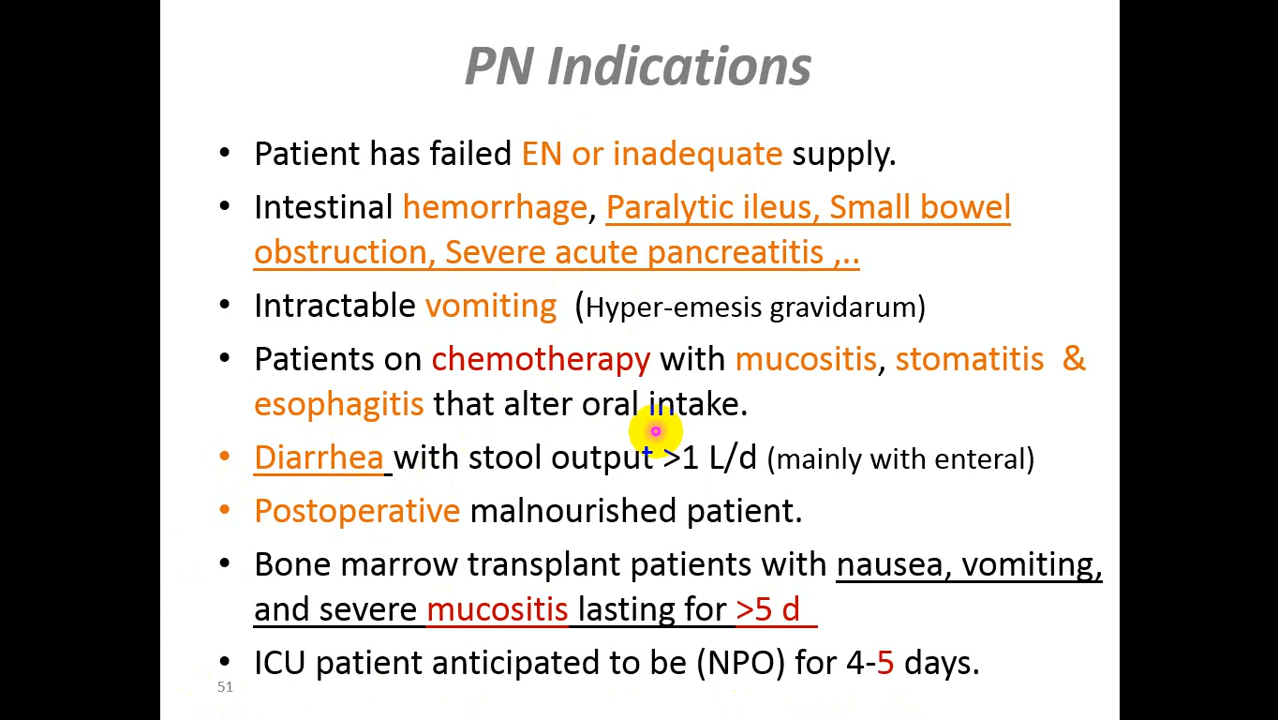 PN Indications
• Patient has failed EN or inadequate supply.
• Intestinal hemorrhage, Paralytic ileus, Small bowel
obstruction, Severe acute pancreatitis ,..
• Intractable vomiting (Hyper-emesis gravidarum)
• Patients on chemotherapy with mucositis, stomatitis &
esophagitis that alter oral intake.
• Diarrhea with stool output >1 L/d (mainly with enteral)
• Postoperative malnourished patient.
• Bone marrow transplant patients with nausea, vomiting,
and severe mucositis lasting for >5 d
• ICU patient anticipated to be (NPO) for 4-5 days.
51